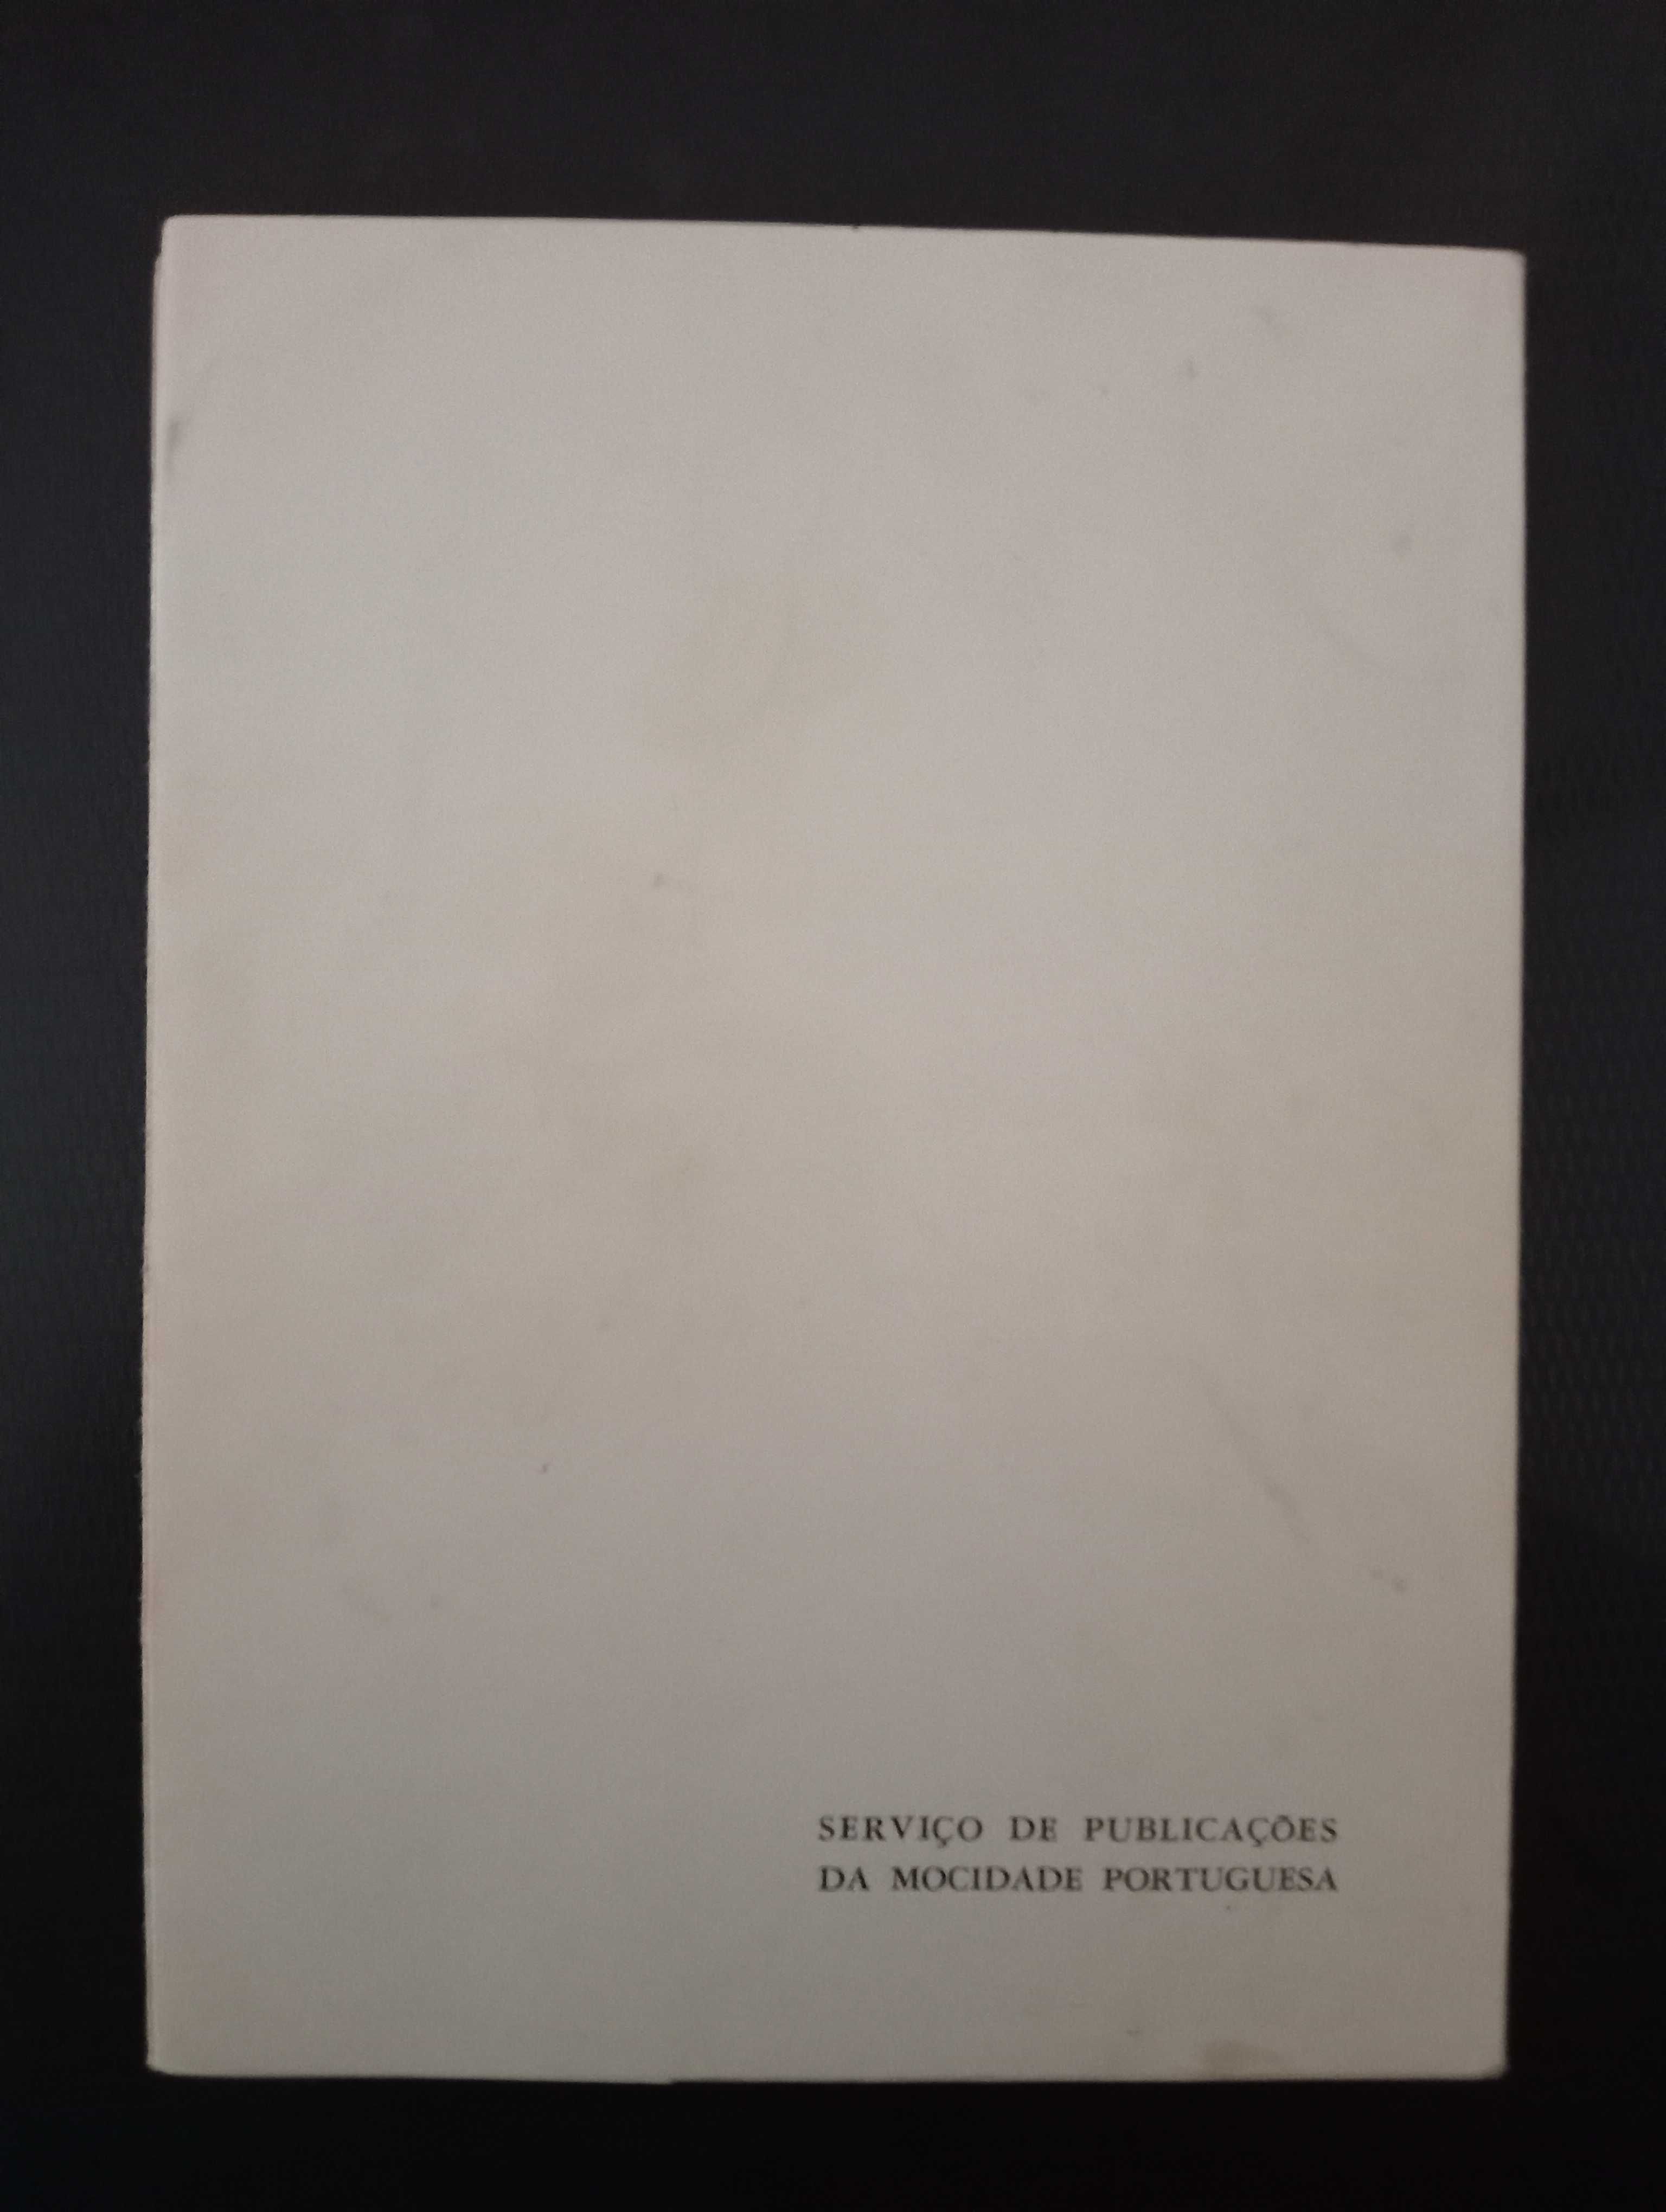 SERVIÇO DE PUBLICAÇÕES
DA MOCIDADE PORTUGUESA